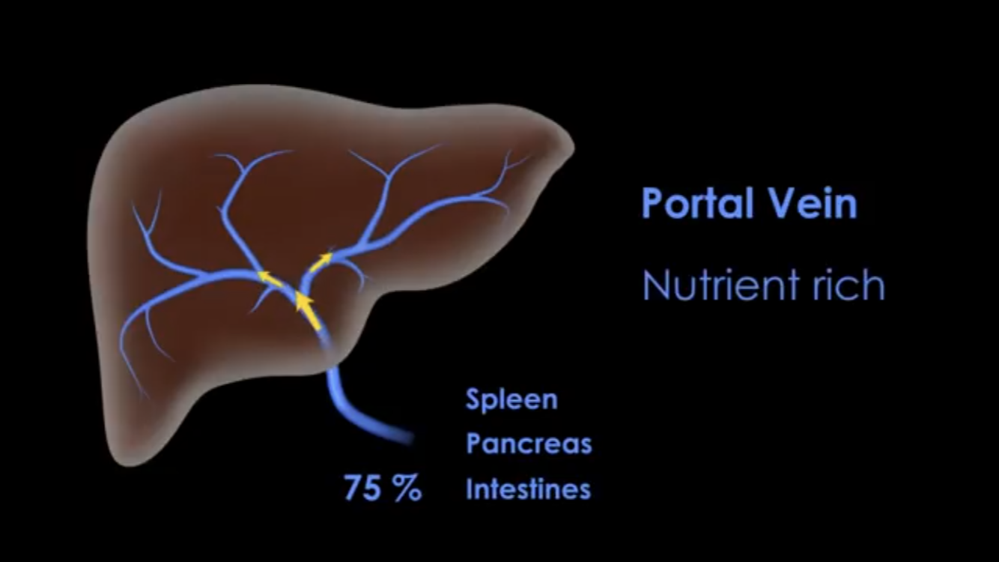 Portal Vein
Nutrient rich
Spleen
Pancreas
75 % Intestines